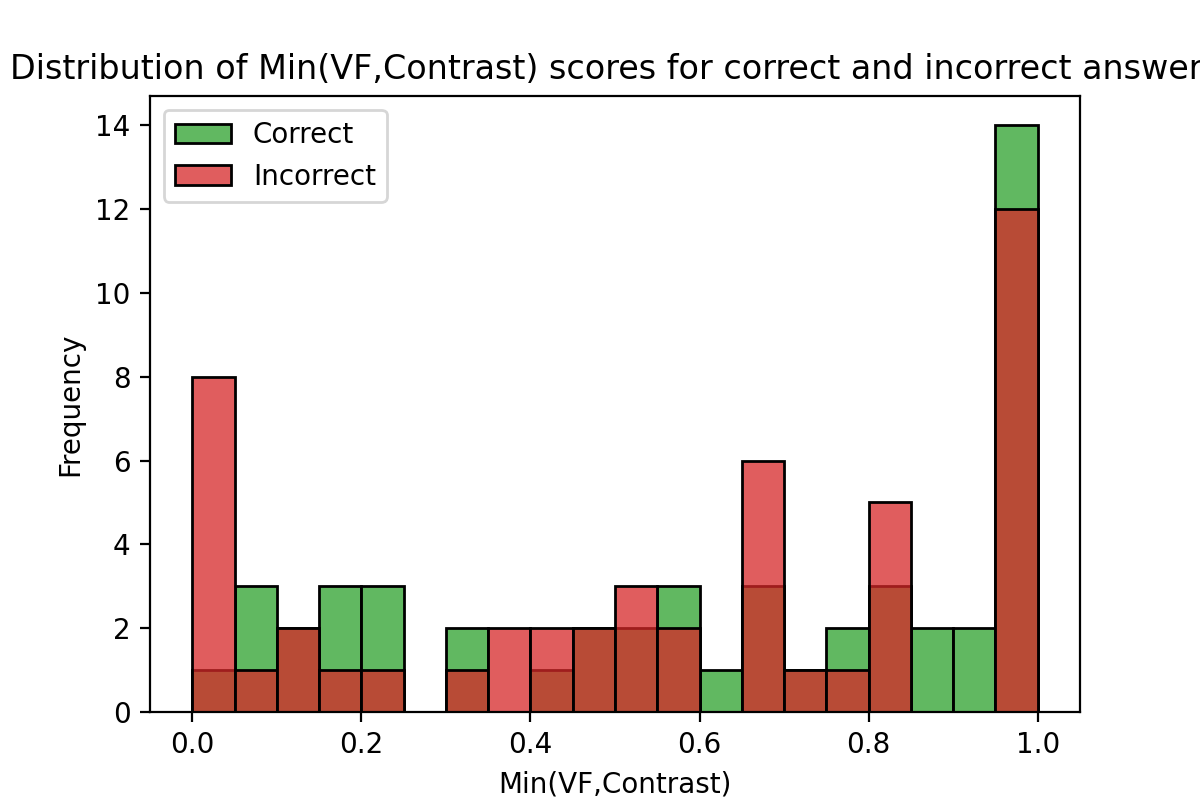 Distribution of Min(VF,Contrast) scores for correct and incorrect answer
Correct
Incorrect
14
12
10
8
6
4
2
0
Frequency
0.0 0.2 0.4 0.6 0.8 1.0
Min(VF,Contrast)